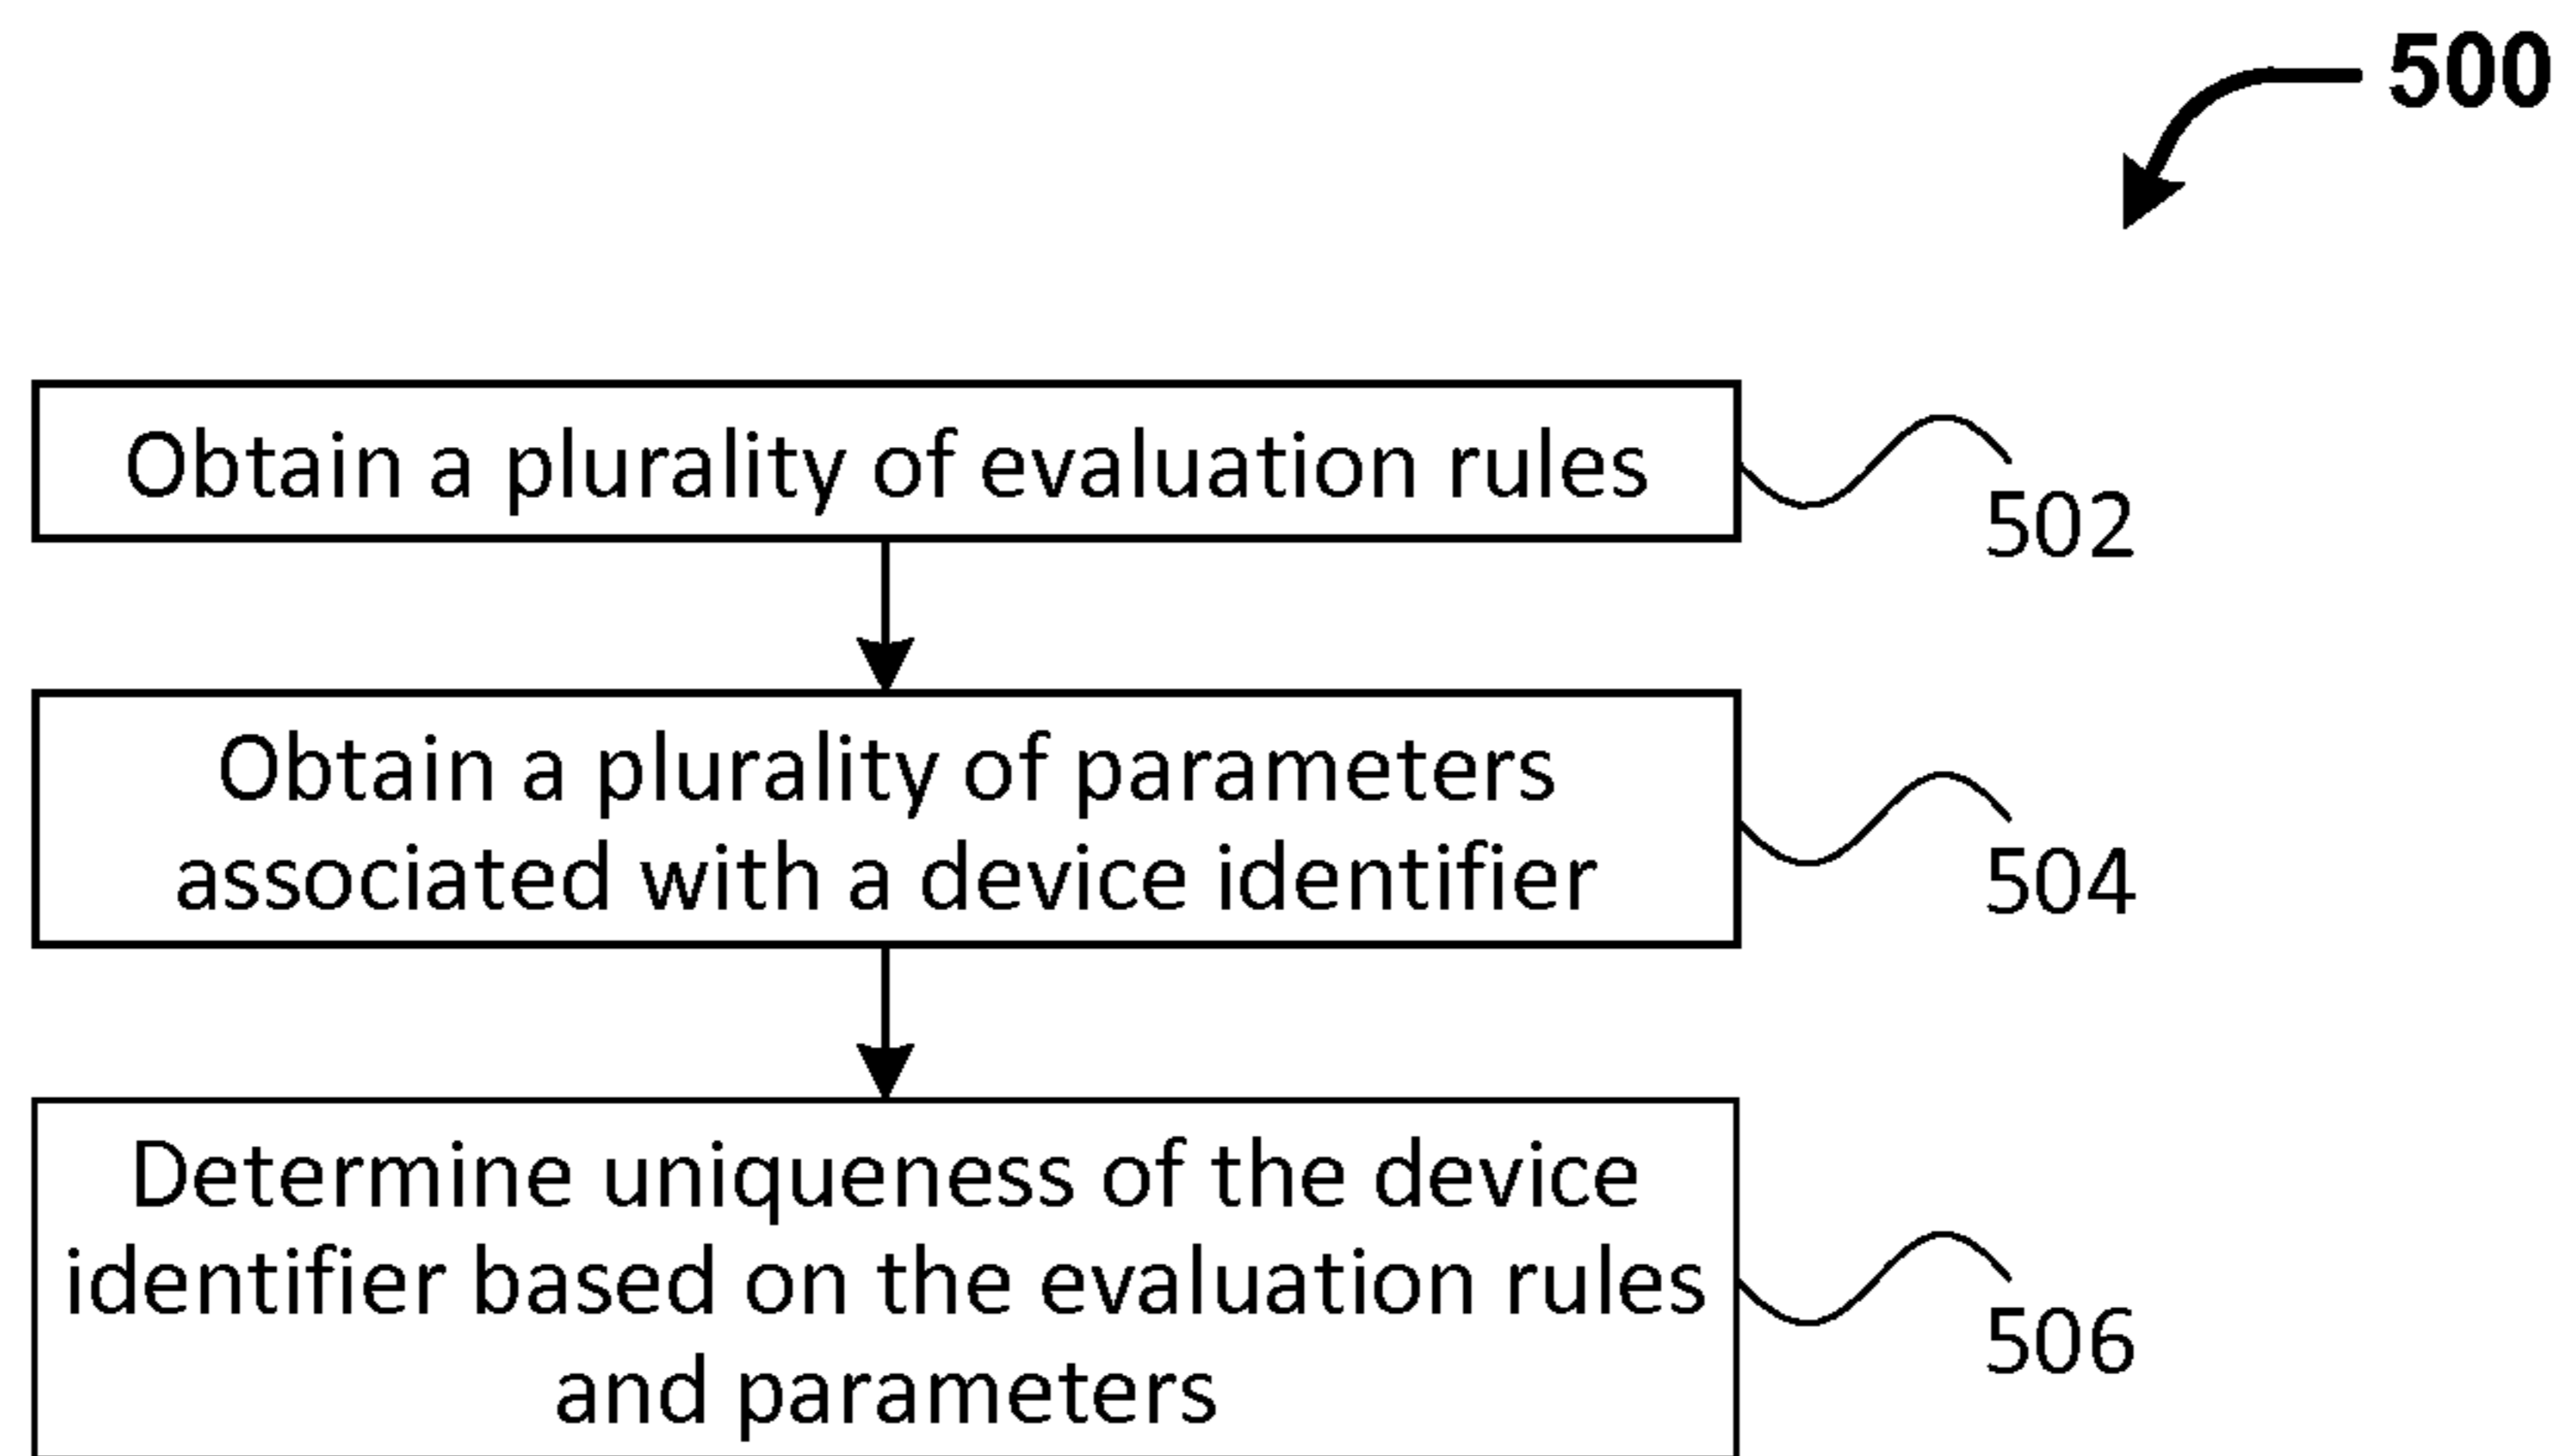 500
Obtain a plurality of evaluation rules
502
Obtain a plurality of parameters
associated with a device identifier
504
Determine uniqueness of the device
identifier based on the evaluation rules
and parameters
506